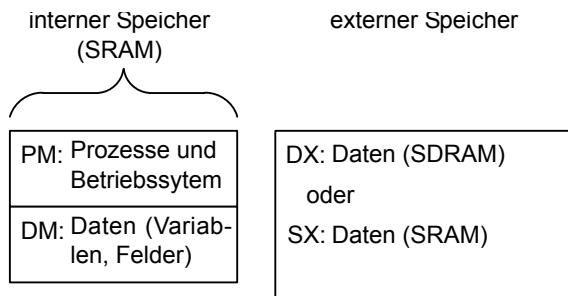 interner Speicher
(SRAM)
externer Speicher
PM: Prozesse und
Betriebssytem
DM: Daten (Variab-
len, Felder)
DX: Daten (SDRAM)
oder
SX: Daten (SRAM)